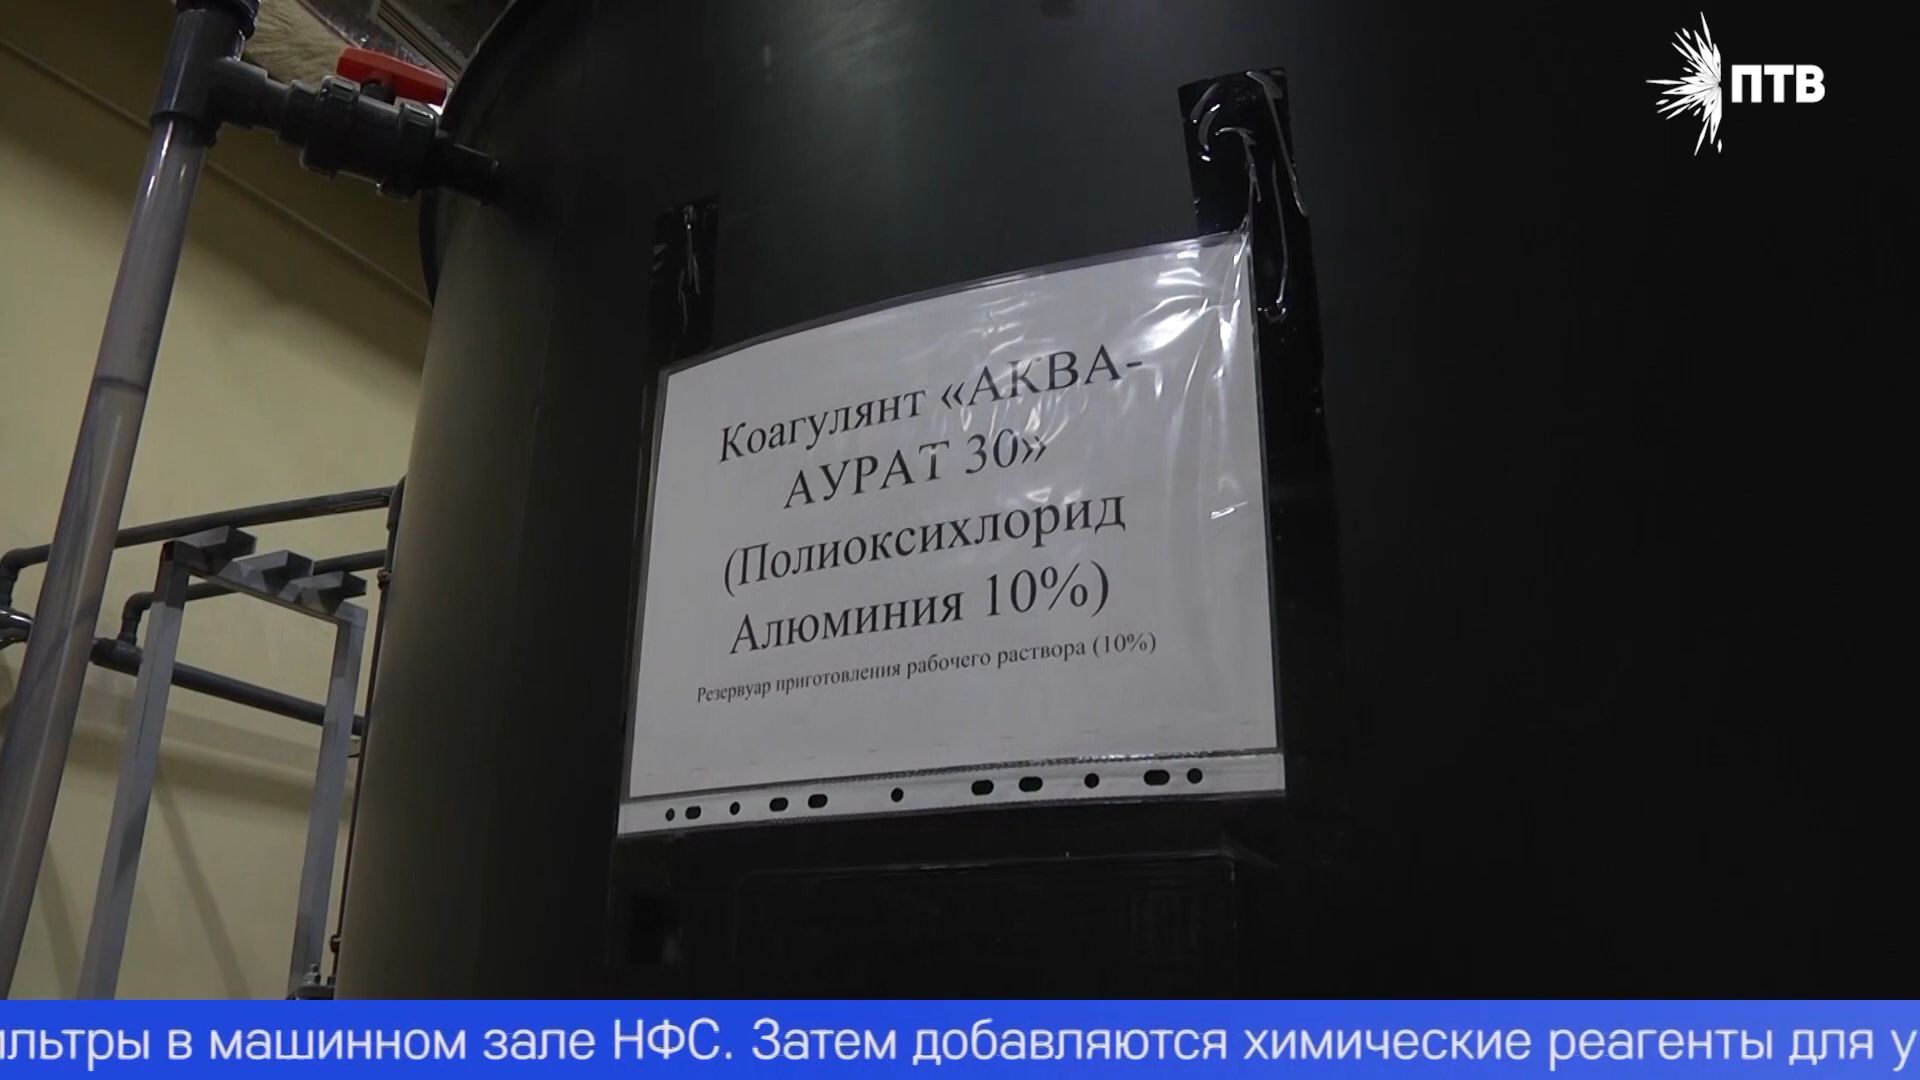 ПТВ
Коагулянт «АКВА-
АУРАТ 30»
(Полиоксихлорид
Алюминия 10%)
Резервуар приготовления рабочего раствора (10%)
ильтры в машинном зале НФС. Затем добавляются химические реагенты для у